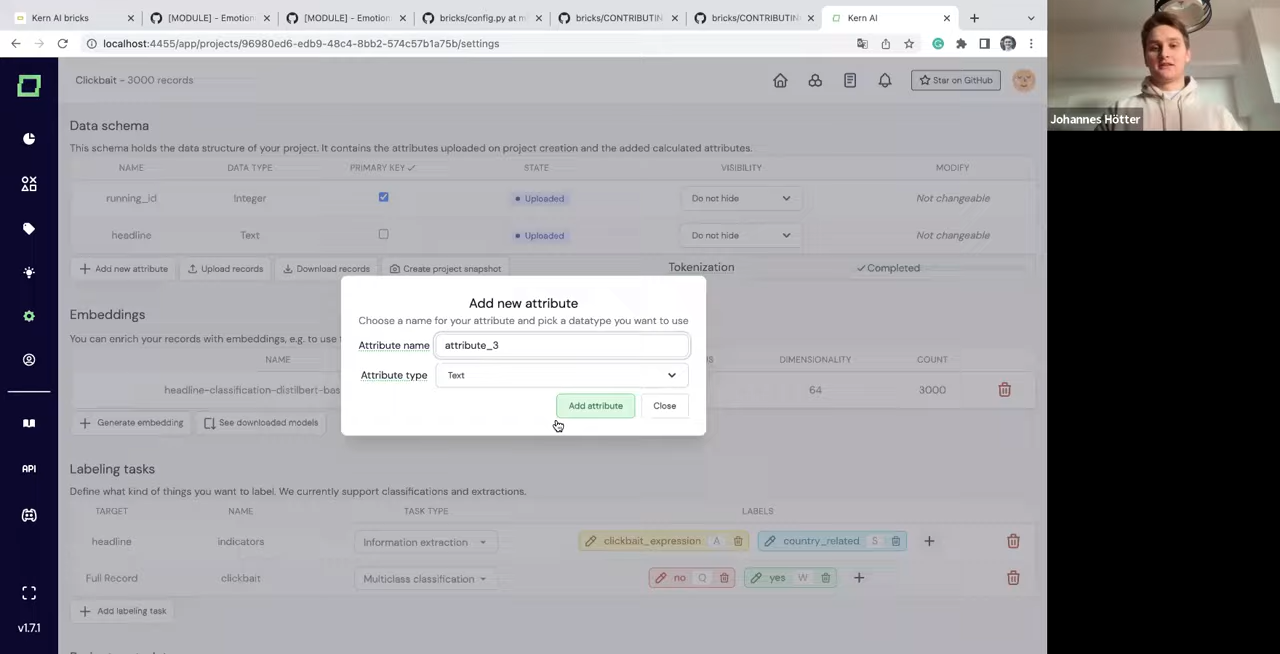 Kern AI bricks
[MODULE] - Emotion
[MODULE] - Emotion
bricks/config.py at m
bricks/CONTRIBUTIN
bricks/CONTRIBUTIN
Kern AI
localhost:4455/app/projects/96980ed6-edb9-48c4-8bb2-574c57b1a75b/settings
Clickbait - 3000 records
Star on GitHub
Johannes Hötter
Data schema
This schema holds the data structure of your project. It contains the attributes uploaded on project creation and the added calculated attributes.
NAME DATA TYPE PRIMARY KEY STATE VISIBILITY MODIFY
running_id Integer Uploaded Do not hide Not changeable
headline Text Uploaded Do not hide Not changeable
Add new attribute Upload records Download records Create project snapshot Tokenization Completed
Add new attribute
Choose a name for your attribute and pick a datatype you want to use
Attribute name attribute_3
Attribute type Text
Add attribute Close
Embeddings
You can enrich your records with embeddings, e.g. to use
NAME DIMENSIONALITY COUNT
headline-classification-distilbert-bas 64 3000
Generate embedding See downloaded models
Labeling tasks
Define what kind of things you want to label. We currently support classifications and extractions.
TARGET NAME TASK TYPE LABELS
headline indicators Information extraction clickbait_expression A country_related S
Full Record clickbait Multiclass classification no Q yes W
Add labeling task
API
v1.7.1